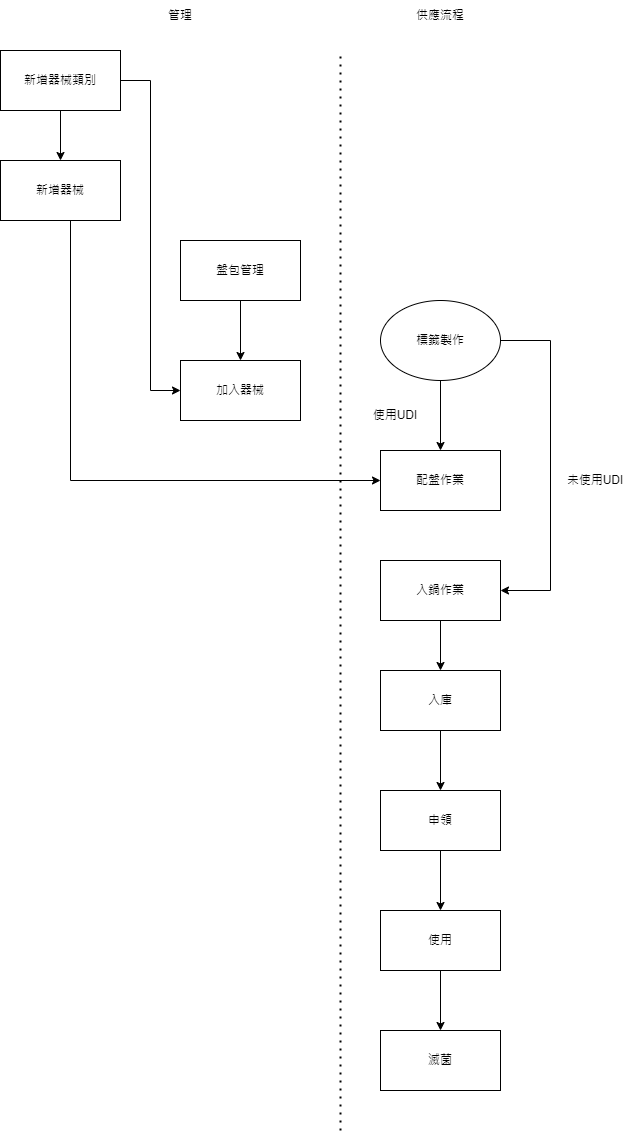 管理
供應流程
新增器械類別
新增器械
盤包管理
標籤製作
加入器械
使用UDI
配盤作業
未使用UDI
入鍋作業
入庫
申領
使用
滅菌